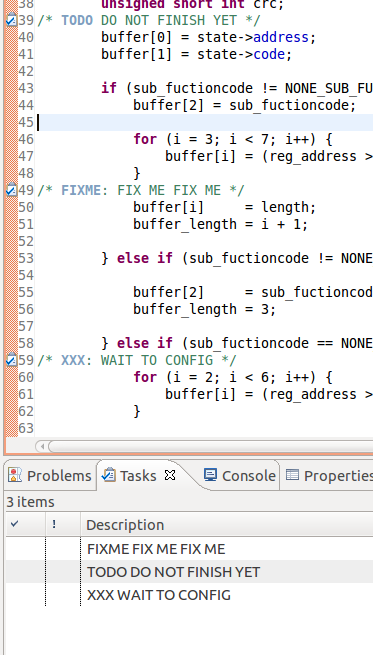 38 unsigned short int crc;
39 /* TODO DO NOT FINISH YET */
40 buffer[0] = state->address;
41 buffer[1] = state->code;
42
43 if (sub_fuctioncode != NONE_SUB_FU
44 buffer[2] = sub_fuctioncode;
45
46 for (i = 3; i < 7; i++) {
47 buffer[i] = (reg_address >
48 }
49 /* FIXME: FIX ME FIX ME */
50 buffer[i] = length;
51 buffer_length = i + 1;
52
53 } else if (sub_fuctioncode != NONE
54
55 buffer[2] = sub_fuctioncod
56 buffer_length = 3;
57
58 } else if (sub_fuctioncode == NONE
59 /* XXX: WAIT TO CONFIG */
60 for (i = 2; i < 6; i++) {
61 buffer[i] = (reg_address >
62 }
63
Problems Tasks Console Properties
3 items
! Description
FIXME FIX ME FIX ME
TODO DO NOT FINISH YET
XXX WAIT TO CONFIG